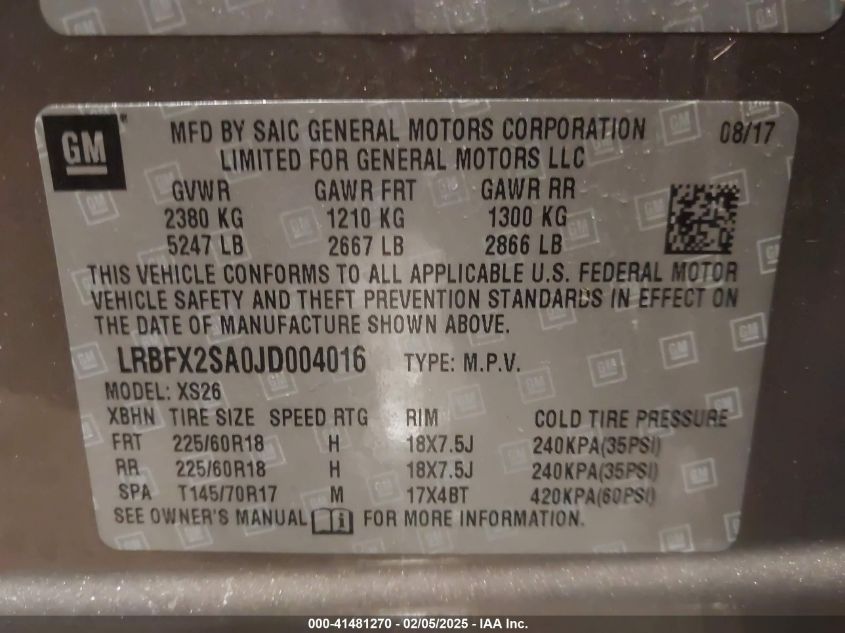 GM
MFD BY SAIC GENERAL MOTORS CORPORATION 08/17
LIMITED FOR GENERAL MOTORS LLC
GVWR GAWR FRT GAWR RR
2380 KG 1210 KG 1300 KG
5247 LB 2667 LB 2866 LB
THIS VEHICLE CONFORMS TO ALL APPLICABLE U.S. FEDERAL MOTOR
VEHICLE SAFETY AND THEFT PREVENTION STANDARDS IN EFFECT ON
THE DATE OF MANUFACTURE SHOWN ABOVE.
LRBFX2SA0JD004016 TYPE: M.P.V.
MODEL: XS26
XBHN TIRE SIZE SPEED RTG RIM COLD TIRE PRESSURE
FRT 225/60R18 H 18X7.5J 240KPA(35PSI)
RR 225/60R18 H 18X7.5J 240KPA(35PSI)
SPA T145/70R17 M 17X4BT 420KPA(60PSI)
SEE OWNER'S MANUAL i FOR MORE INFORMATION.
000-41481270 - 02/05/2025 - IAA Inc.